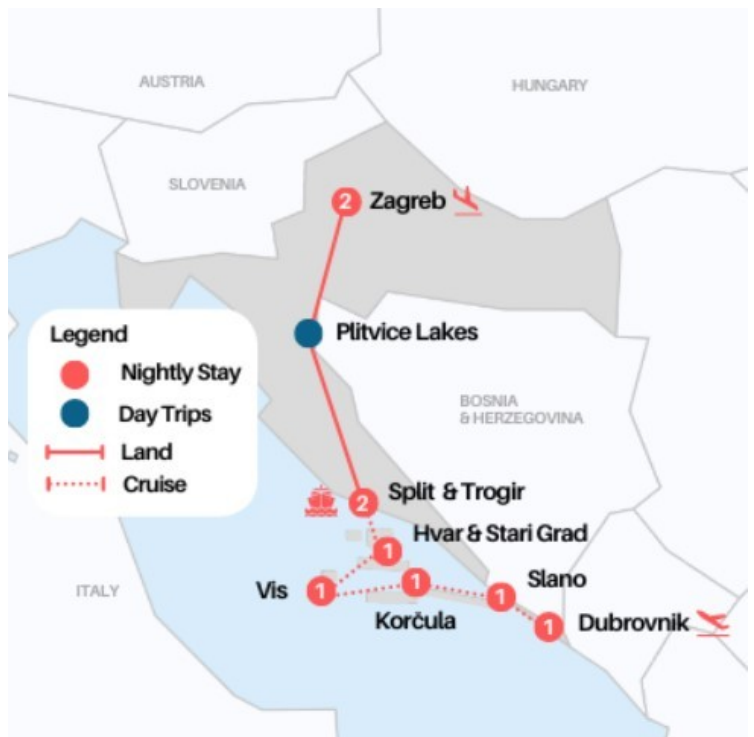 AUSTRIA
HUNGARY
SLOVENIA
2 Zagreb
Legend
Nightly Stay
Day Trips
Land
Cruise
Plitvice Lakes
BOSNIA
& HERZEGOVINA
2 Split & Trogir
1 Hvar & Stari Grad
ITALY
Vis 1
1 Korčula
1 Slano
1 Dubrovnik